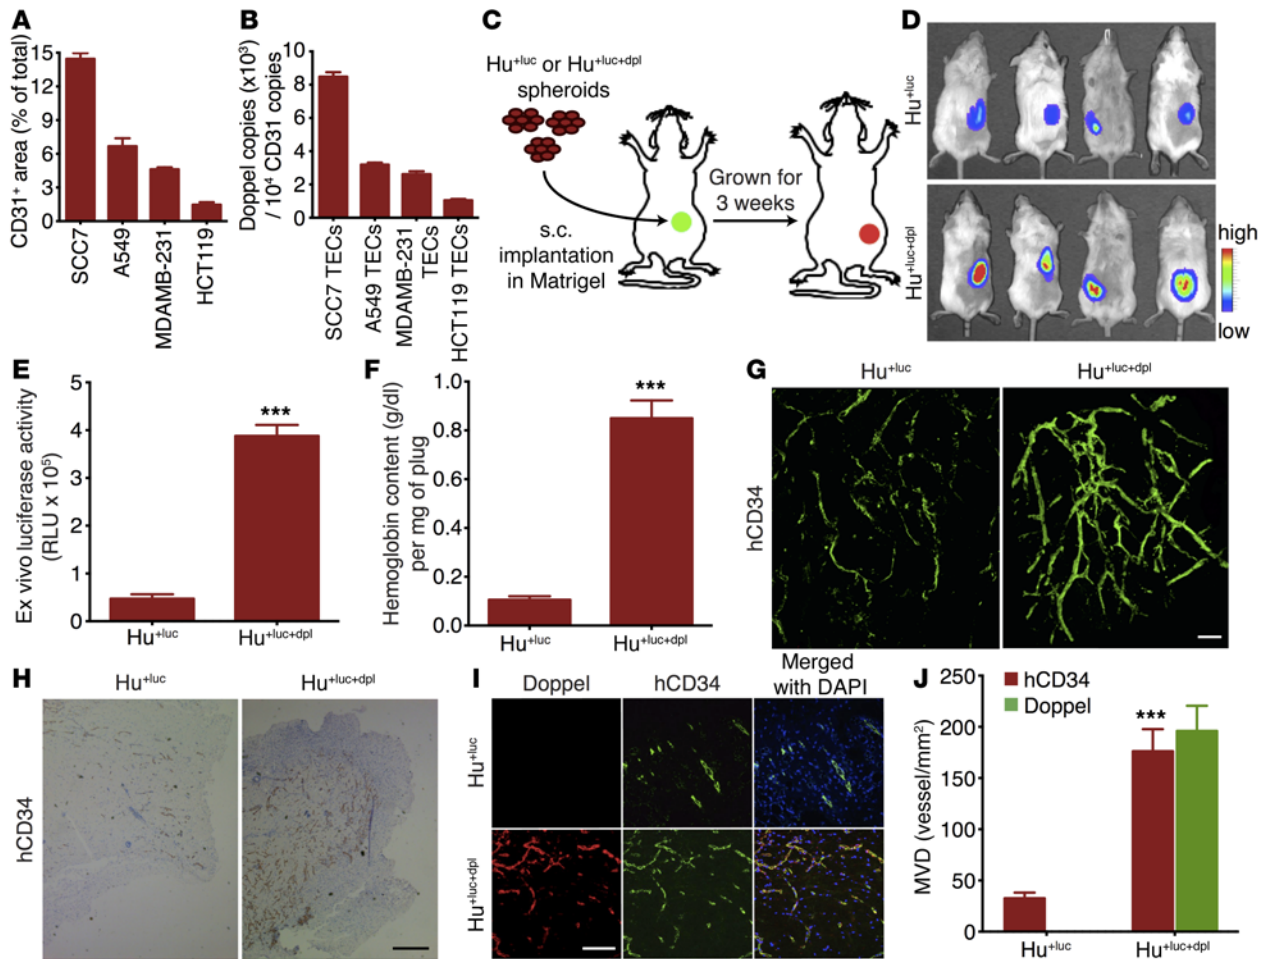 A
CD31⁺ area (% of total)
15
12
9
6
3
0
SCC7
A549
MDAMB-231
HCT119
B
Doppel copies (x10³)
/ 10⁴ CD31 copies
10
8
6
4
2
0
SCC7 TECs
A549 TECs
MDAMB-231
TECs
HCT119 TECs
C
Hu⁺ˡᵘᶜ or Hu⁺ˡᵘᶜ⁺ᵈᵖˡ
spheroids
s.c.
implantation
in Matrigel
Grown for
3 weeks
D
Hu⁺ˡᵘᶜ
Hu⁺ˡᵘᶜ⁺ᵈᵖˡ
high
low
E
Ex vivo luciferase activity
(RLU x 10⁵)
5
4
3
2
1
0
***
Hu⁺ˡᵘᶜ
Hu⁺ˡᵘᶜ⁺ᵈᵖˡ
F
Hemoglobin content (g/dl)
per mg of plug
1.0
0.8
0.6
0.4
0.2
0.0
***
Hu⁺ˡᵘᶜ
Hu⁺ˡᵘᶜ⁺ᵈᵖˡ
G
Hu⁺ˡᵘᶜ
Hu⁺ˡᵘᶜ⁺ᵈᵖˡ
hCD34
H
Hu⁺ˡᵘᶜ
Hu⁺ˡᵘᶜ⁺ᵈᵖˡ
hCD34
I
Doppel
hCD34
Merged
with DAPI
Hu⁺ˡᵘᶜ
Hu⁺ˡᵘᶜ⁺ᵈᵖˡ
J
MVD (vessel/mm²)
250
200
150
100
50
0
hCD34
Doppel
***
Hu⁺ˡᵘᶜ
Hu⁺ˡᵘᶜ⁺ᵈᵖˡ